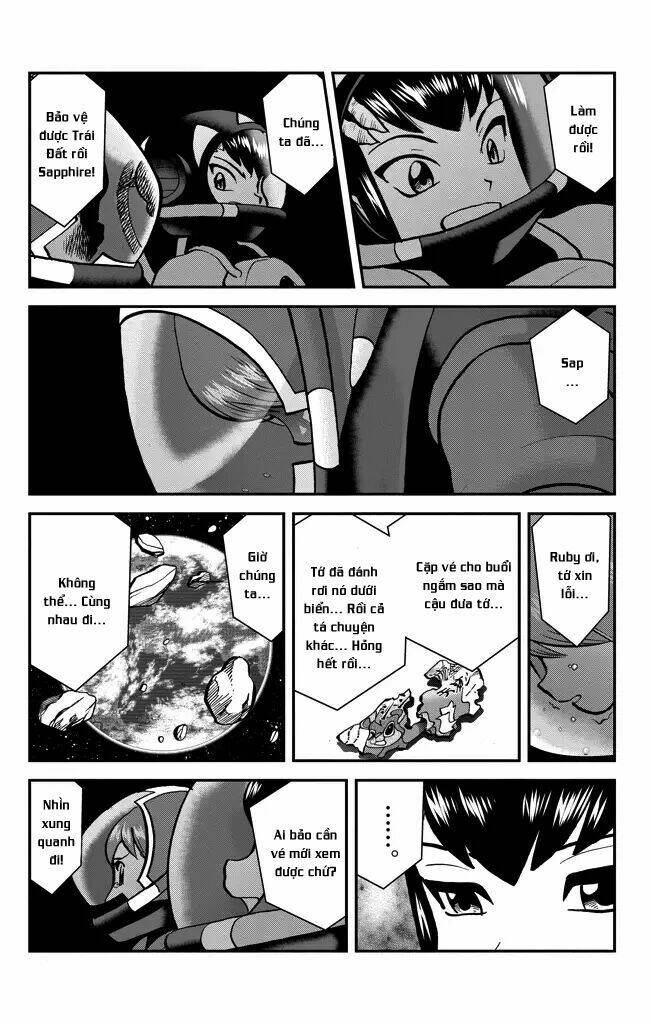 Làm
được
rồi!
Chúng
ta đã...
Bảo vệ
được Trái
Đất rồi
Sapphire!
Sap
...
Ruby ơi,
tớ xin
lỗi...
Cặp vé cho buổi
ngắm sao mà
cậu đưa tớ...
Tớ đã đánh
rơi nó dưới
biển... Rồi cả
tá chuyện
khác... Hỏng
hết rồi...
Giờ
chúng
ta...
Không
thể... Cùng
nhau đi...
......。
Ai bảo cần
vé mới xem
được chứ?
Nhìn
xung
quanh
đi!